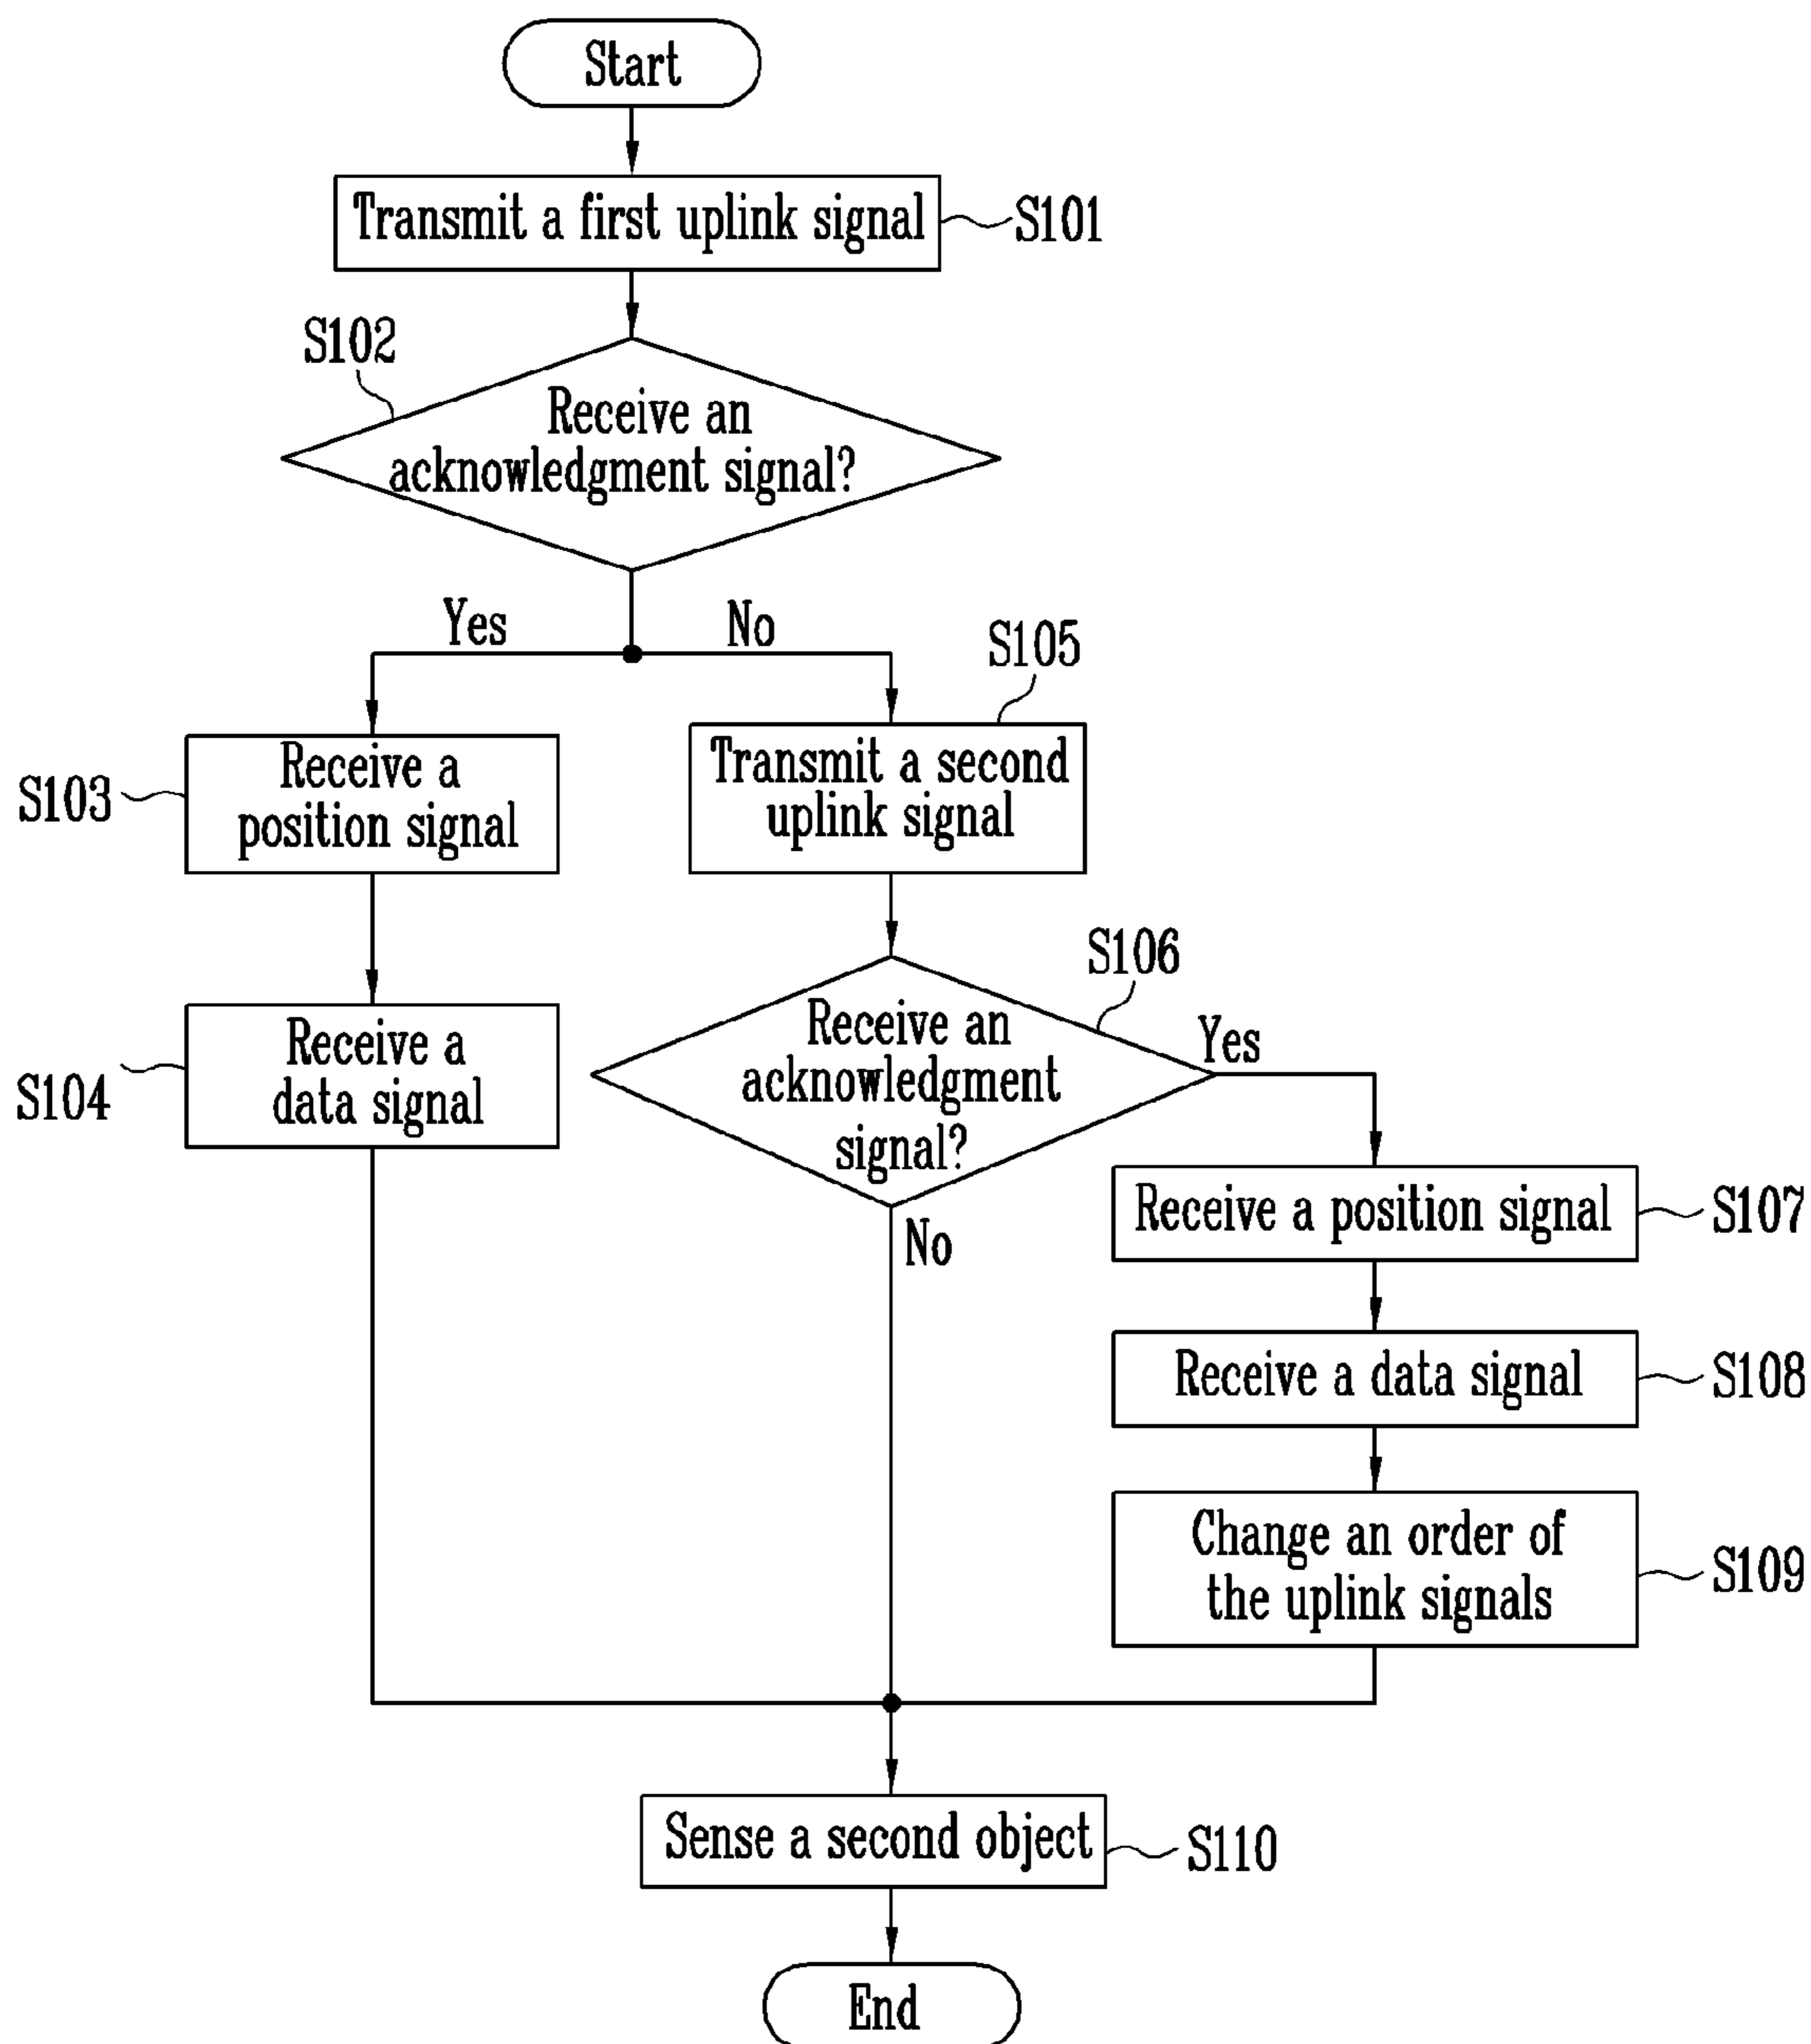 Start
Transmit a first uplink signal
S101
S102
Receive an
acknowledgment signal?
Yes
No
S105
S103
Receive a
position signal
Transmit a second
uplink signal
S106
S104
Receive a
data signal
Receive an
acknowledgment
signal?
Yes
No
Receive a position signal
S107
Receive a data signal
S108
Change an order of
the uplink signals
S109
Sense a second object
S110
End